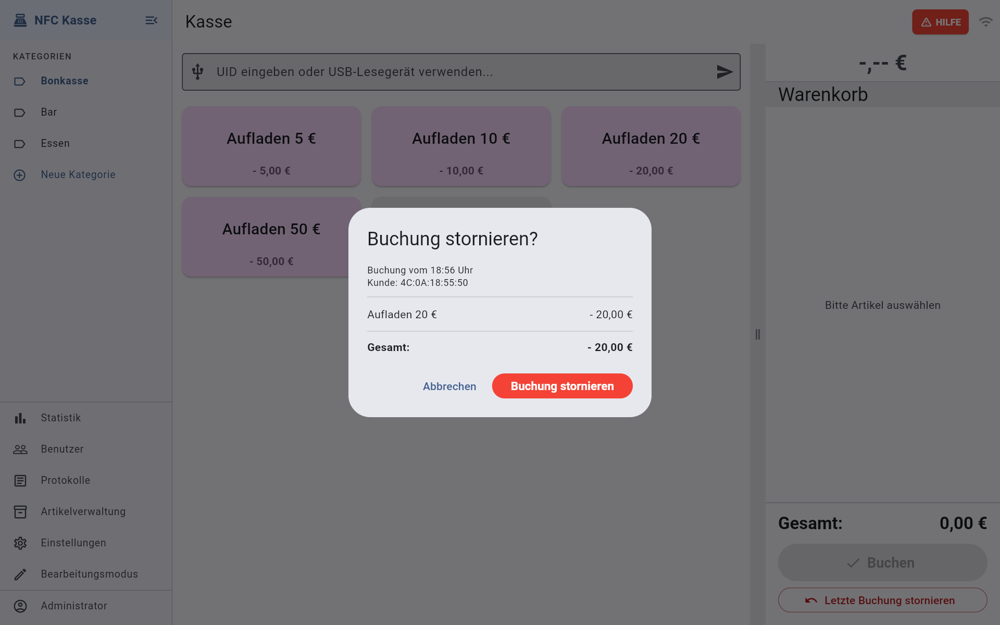 NFC Kasse
KATEGORIEN
Bonkasse
Bar
Essen
Neue Kategorie
Statistik
Benutzer
Protokolle
Artikelverwaltung
Einstellungen
Bearbeitungsmodus
Administrator
Kasse
HILFE
UID eingeben oder USB-Lesegerät verwenden...
Aufladen 5 €
- 5,00 €
Aufladen 10 €
- 10,00 €
Aufladen 20 €
- 20,00 €
Aufladen 50 €
- 50,00 €
Buchung stornieren?
Buchung vom 18:56 Uhr
Kunde: 4C:0A:18:55:50
Aufladen 20 € - 20,00 €
Gesamt: - 20,00 €
Abbrechen
Buchung stornieren
-,-- €
Warenkorb
Bitte Artikel auswählen
Gesamt: 0,00 €
Buchen
Letzte Buchung stornieren